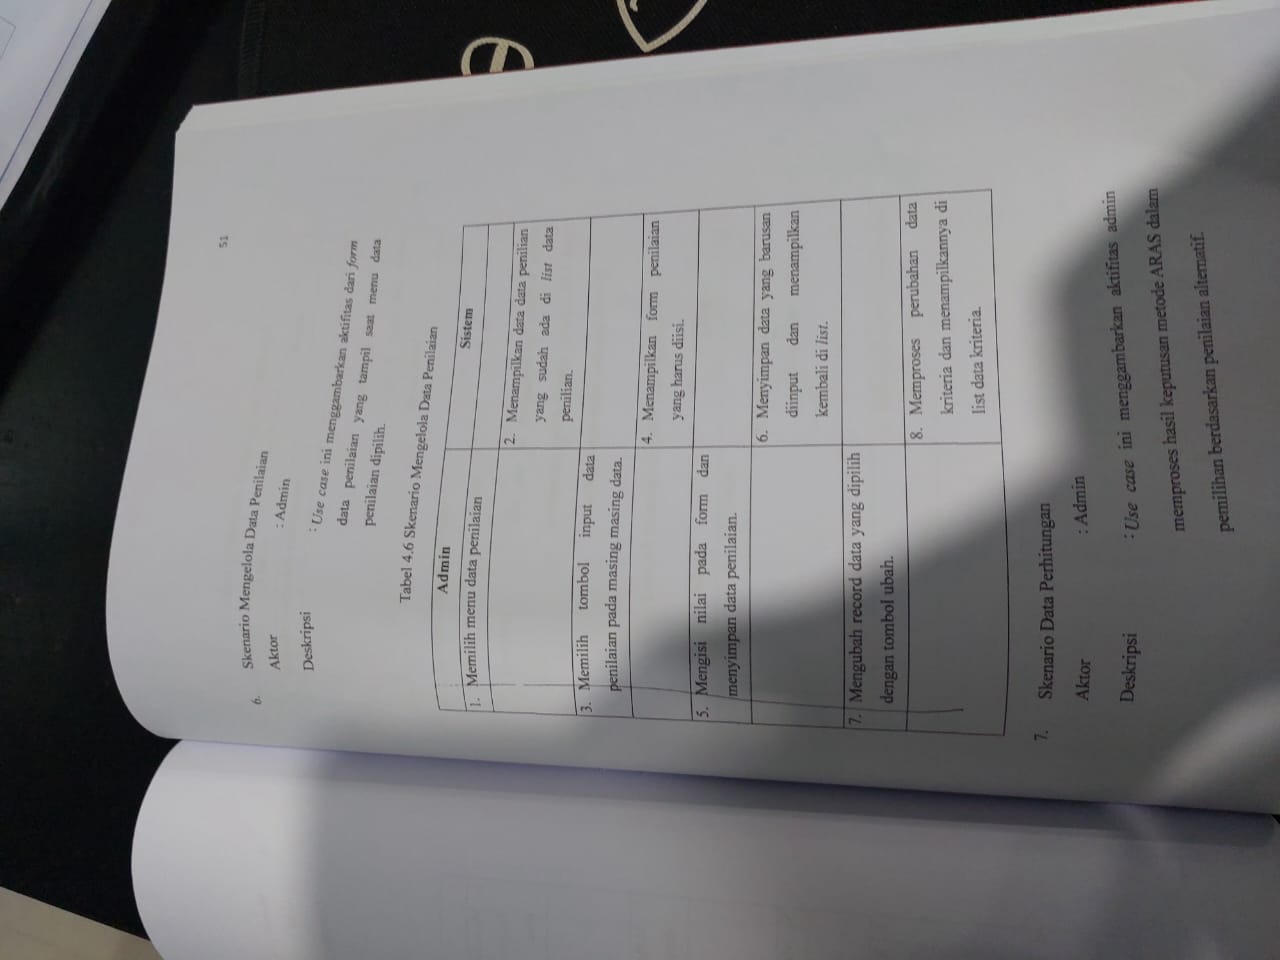 51
6. Skenario Mengelola Data Penilaian
Aktor : Admin
Deskripsi : Use case ini menggambarkan aktifitas dari form
data penilaian yang tampil saat menu data
penilaian dipilih.
Tabel 4.6 Skenario Mengelola Data Penilaian
Admin Sistem
1. Memilih menu data penilaian
2. Menampilkan data data penilian
yang sudah ada di list data
penilian.
3. Memilih tombol input data
penilaian pada masing masing data.
4. Menampilkan form penilaian
yang harus diisi.
5. Mengisi nilai pada form dan
menyimpan data penilaian.
6. Menyimpan data yang barusan
diinput dan menampilkan
kembali di list.
7. Mengubah record data yang dipilih
dengan tombol ubah.
8. Memproses perubahan data
kriteria dan menampilkannya di
list data kriteria.
7. Skenario Data Perhitungan
Aktor : Admin
Deskripsi : Use case ini menggambarkan aktifitas admin
memproses hasil keputusan metode ARAS dalam
pemilihan berdasarkan penilaian alternatif.